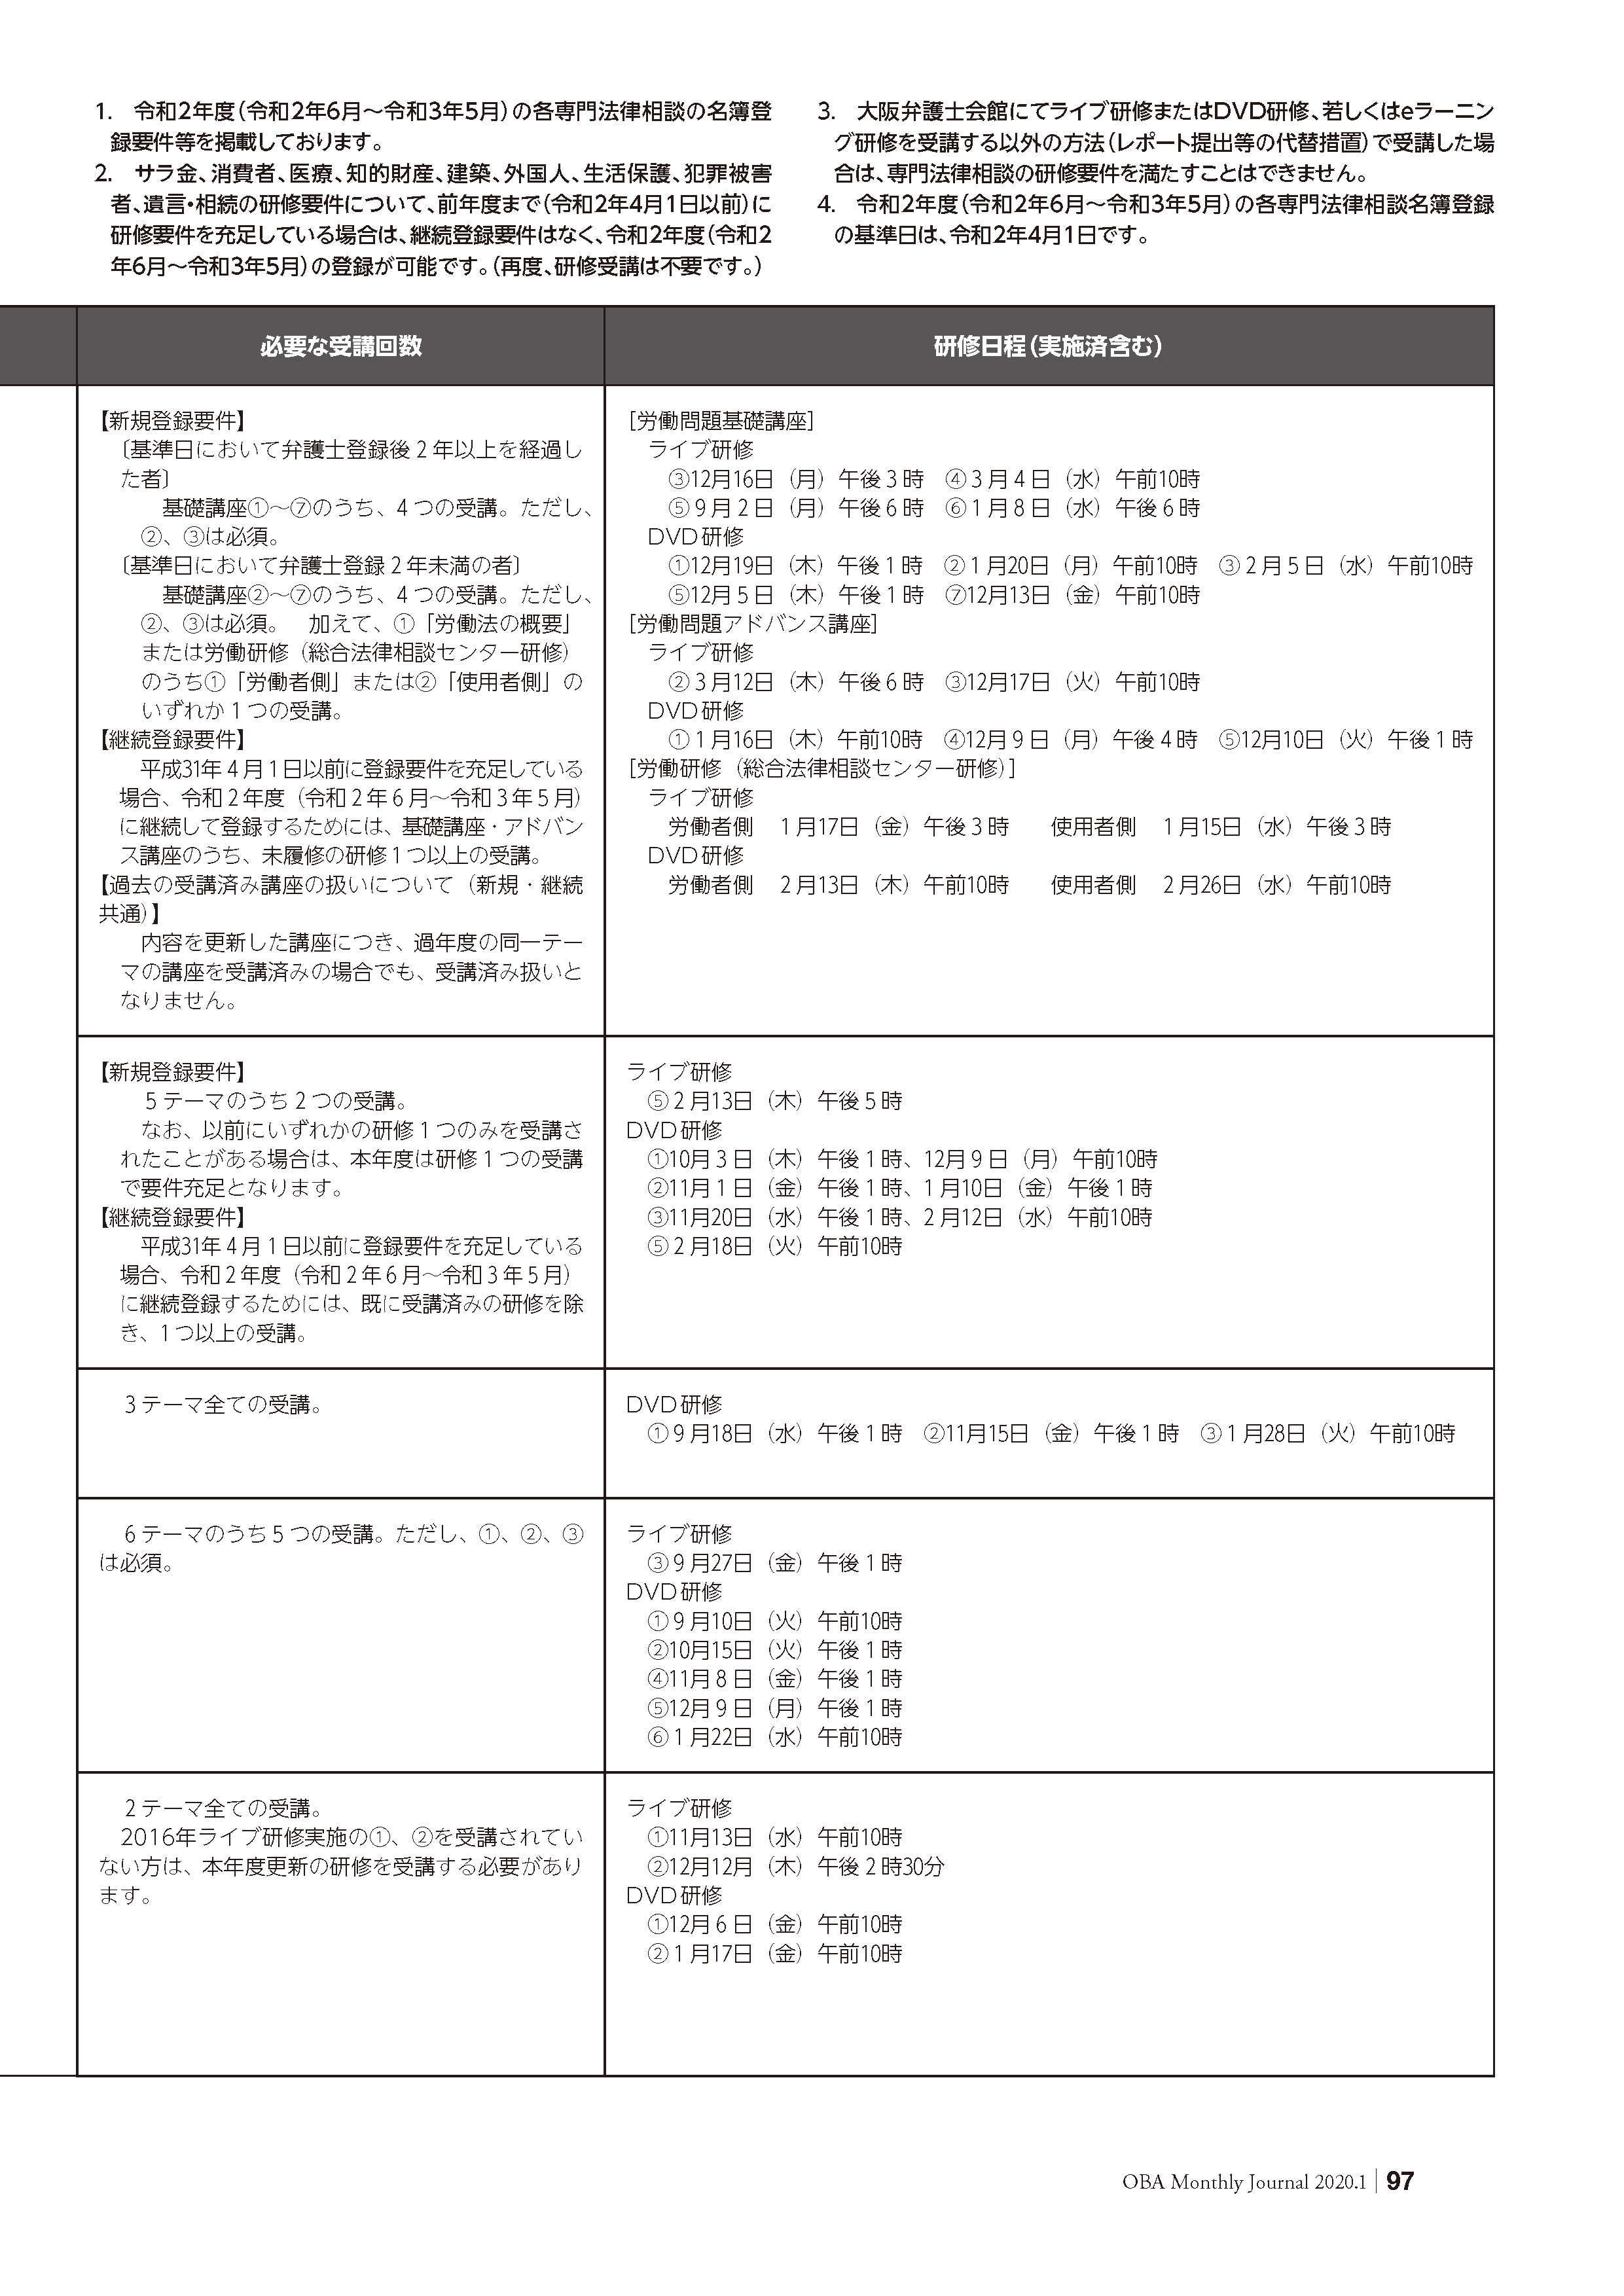 1.　令和2年度（令和2年6月～令和3年5月）の各専門法律相談の名簿登
録要件等を掲載しております。
2.　サラ金、消費者、医療、知的財産、建築、外国人、生活保護、犯罪被害
者、遺言・相続の研修要件について、前年度まで（令和2年4月1日以前）に
研修要件を充足している場合は、継続登録要件はなく、令和2年度（令和2
年6月～令和3年5月）の登録が可能です。（再度、研修受講は不要です。）
3.　大阪弁護士会館にてライブ研修またはDVD研修、若しくはeラーニン
グ研修を受講する以外の方法（レポート提出等の代替措置）で受講した場
合は、専門法律相談の研修要件を満たすことはできません。
4.　令和2年度（令和2年6月～令和3年5月）の各専門法律相談名簿登録
の基準日は、令和2年4月1日です。
必要な受講回数
研修日程（実施済含む）
【新規登録要件】
〔基準日において弁護士登録後２年以上を経過し
た者〕
基礎講座①～⑦のうち、４つの受講。ただし、
②、③は必須。
〔基準日において弁護士登録２年未満の者〕
基礎講座②～⑦のうち、４つの受講。ただし、
②、③は必須。　加えて、①「労働法の概要」
または労働研修（総合法律相談センター研修）
のうち①「労働者側」または②「使用者側」の
いずれか１つの受講。
【継続登録要件】
平成31年４月１日以前に登録要件を充足している
場合、令和２年度（令和２年６月～令和３年５月）
に継続して登録するためには、基礎講座・アドバン
ス講座のうち、未履修の研修１つ以上の受講。
【過去の受講済み講座の扱いについて（新規・継続
共通）】
内容を更新した講座につき、過年度の同一テー
マの講座を受講済みの場合でも、受講済み扱いと
なりません。
［労働問題基礎講座］
ライブ研修
③12月16日（月）午後３時　④３月４日（水）午前10時
⑤９月２日（月）午後６時　⑥１月８日（水）午後６時
DVD研修
①12月19日（木）午後１時　②１月20日（月）午前10時　③２月５日（水）午前10時
⑤12月５日（木）午後１時　⑦12月13日（金）午前10時
［労働問題アドバンス講座］
ライブ研修
②３月12日（木）午後６時　③12月17日（火）午前10時
DVD研修
①１月16日（木）午前10時　④12月９日（月）午後４時　⑤12月10日（火）午後１時
［労働研修（総合法律相談センター研修）］
ライブ研修
労働者側　１月17日（金）午後３時　　使用者側　１月15日（水）午後３時
DVD研修
労働者側　２月13日（木）午前10時　　使用者側　２月26日（水）午前10時
【新規登録要件】
５テーマのうち２つの受講。
なお、以前にいずれかの研修１つのみを受講さ
れたことがある場合は、本年度は研修１つの受講
で要件充足となります。
【継続登録要件】
平成31年４月１日以前に登録要件を充足している
場合、令和２年度（令和２年６月～令和３年５月）
に継続登録するためには、既に受講済みの研修を除
き、１つ以上の受講。
ライブ研修
⑤２月13日（木）午後５時
DVD研修
①10月３日（木）午後１時、12月９日（月）午前10時
②11月１日（金）午後１時、１月10日（金）午後１時
③11月20日（水）午後１時、２月12日（水）午前10時
⑤２月18日（火）午前10時
３テーマ全ての受講。
DVD研修
①９月18日（水）午後１時　②11月15日（金）午後１時　③１月28日（火）午前10時
６テーマのうち５つの受講。ただし、①、②、③
は必須。
ライブ研修
③９月27日（金）午後１時
DVD研修
①９月10日（火）午前10時
②10月15日（火）午後１時
④11月８日（金）午後１時
⑤12月９日（月）午後１時
⑥１月22日（水）午前10時
２テーマ全ての受講。
2016年ライブ研修実施の①、②を受講されてい
ない方は、本年度更新の研修を受講する必要があり
ます。
ライブ研修
①11月13日（水）午前10時
②12月12月（木）午後２時30分
DVD研修
①12月６日（金）午前10時
②１月17日（金）午前10時
OBA Monthly Journal 2020.1 | 97